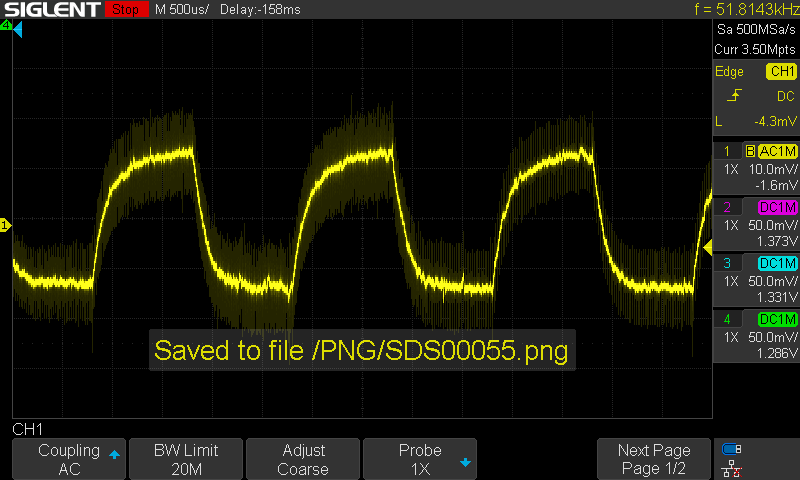 SIGLENT Stop M 500us/ Delay:-158ms f = 51.8143kHz
Sa 500MSa/s
Curr 3.50Mpts
Edge CH1
DC
L -4.3mV
1 B AC1M
1X 10.0mV/
-1.6mV
2 DC1M
1X 50.0mV/
1.373V
3 DC1M
1X 50.0mV/
1.331V
4 DC1M
1X 50.0mV/
1.286V
4
1
Saved to file /PNG/SDS00055.png
CH1
Coupling
AC
BW Limit
20M
Adjust
Coarse
Probe
1X
Next Page
Page 1/2